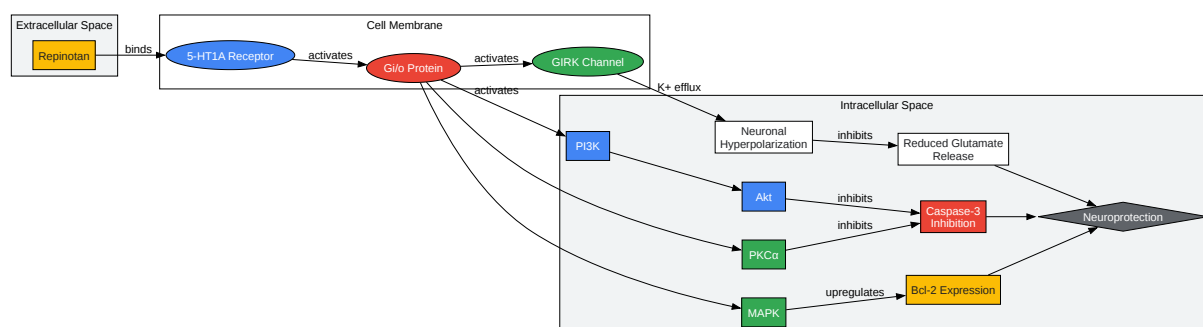 Extracellular Space
Repinotan
binds
Cell Membrane
5-HT1A Receptor
activates
Gi/o Protein
activates
GIRK Channel
activates
K+ efflux
Intracellular Space
PI3K
Neuronal
Hyperpolarization
inhibits
Reduced Glutamate
Release
Akt
inhibits
Caspase-3
Inhibition
Neuroprotection
PKCα
inhibits
MAPK
upregulates
Bcl-2 Expression